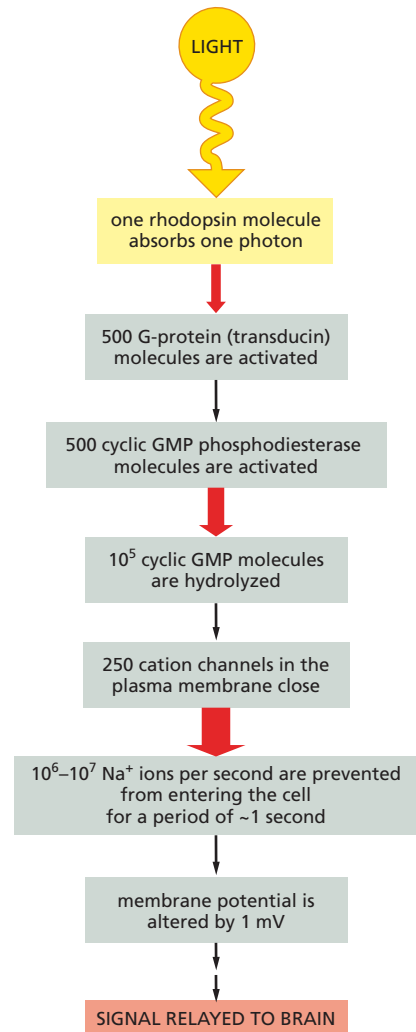 LIGHT
one rhodopsin molecule
absorbs one photon
500 G-protein (transducin)
molecules are activated
500 cyclic GMP phosphodiesterase
molecules are activated
10⁵ cyclic GMP molecules
are hydrolyzed
250 cation channels in the
plasma membrane close
10⁶–10⁷ Na⁺ ions per second are prevented
from entering the cell
for a period of ~1 second
membrane potential is
altered by 1 mV
SIGNAL RELAYED TO BRAIN